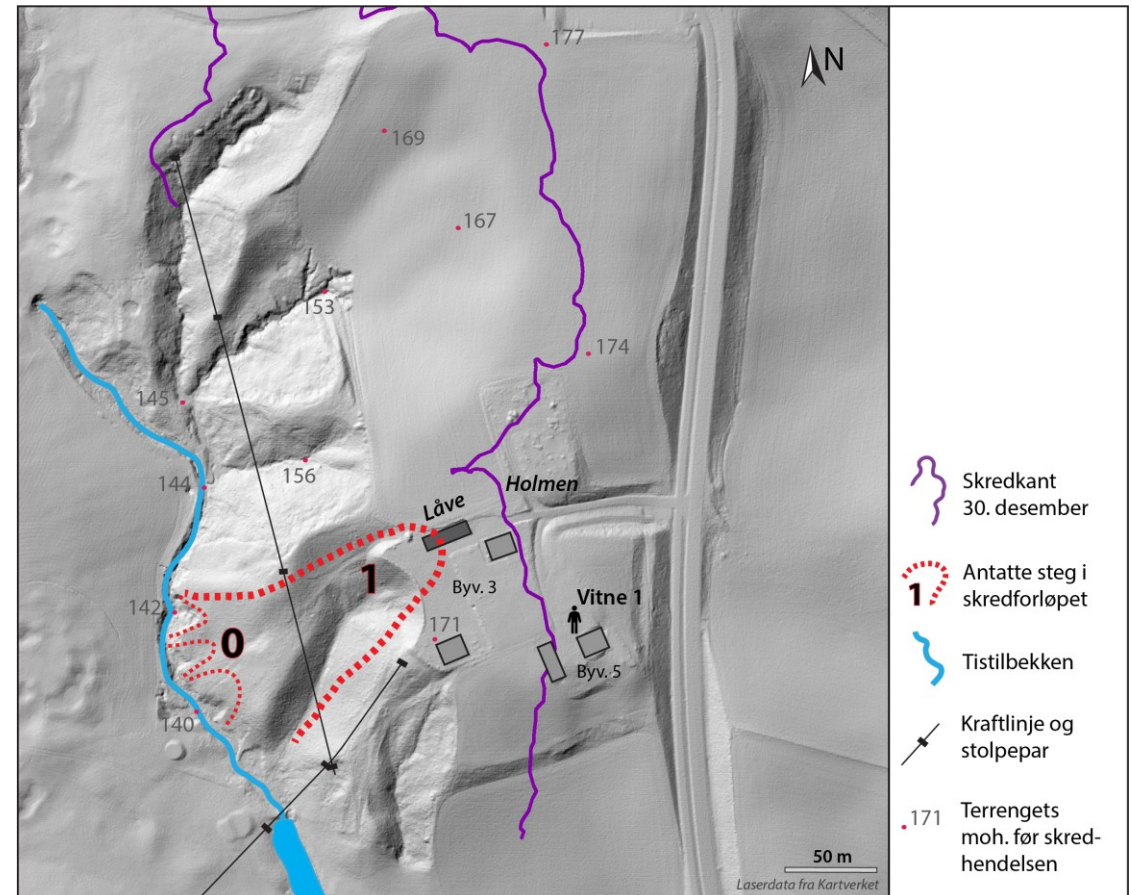 177
N
169
167
153
174
145
156
144
Holmen
Låve
1
Byv. 3
142
Vitne 1
0
171
Byv. 5
140
50 m
Laserdata fra Kartverket
Skredkant
30. desember
1
Antatte steg i
skredforløpet
Tistilbekken
Kraftlinje og
stolpepar
171
Terrengets
moh. før skred-
hendelsen